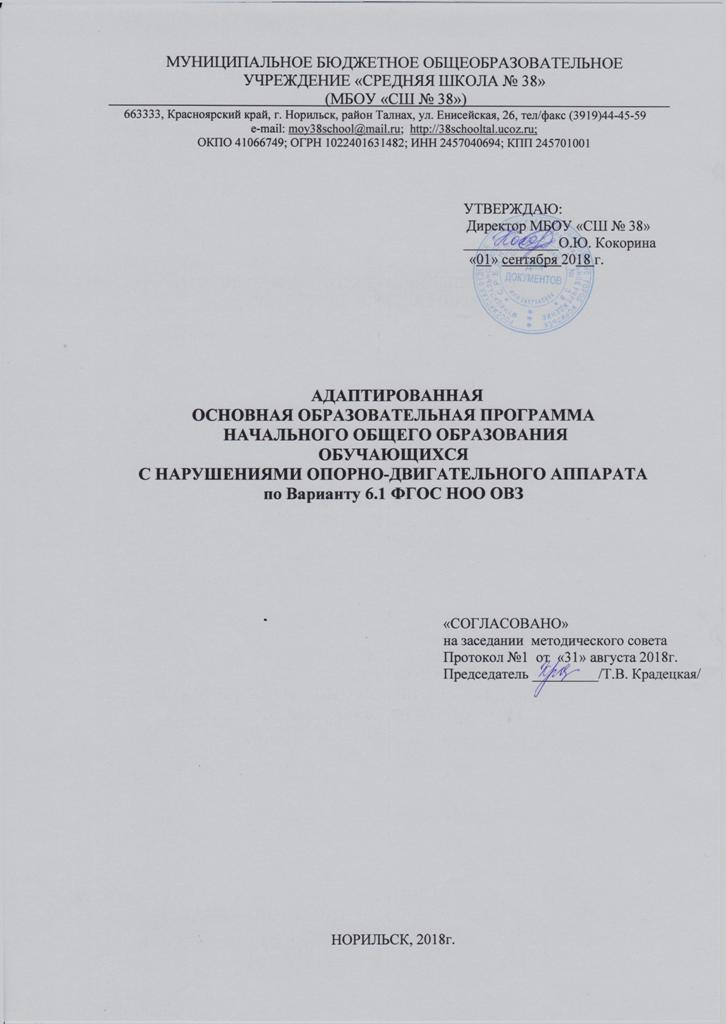 МУНИЦИПАЛЬНОЕ БЮДЖЕТНОЕ ОБЩЕОБРАЗОВАТЕЛЬНОЕ
УЧРЕЖДЕНИЕ «СРЕДНЯЯ ШКОЛА № 38»
(МБОУ «СШ № 38»)
663333, Красноярский край, г. Норильск, район Талнах, ул. Енисейская, 26, тел/факс (3919)44-45-59
e-mail: moy38school@mail.ru; http://38schooltal.ucoz.ru;
ОКПО 41066749; ОГРН 1022401631482; ИНН 2457040694; КПП 245701001
УТВЕРЖДАЮ:
Директор МБОУ «СШ № 38»
____________О.Ю. Кокорина
«01» сентября 2018 г.
ДОКУМЕНТОВ
АДАПТИРОВАННАЯ
ОСНОВНАЯ ОБРАЗОВАТЕЛЬНАЯ ПРОГРАММА
НАЧАЛЬНОГО ОБЩЕГО ОБРАЗОВАНИЯ
ОБУЧАЮЩИХСЯ
С НАРУШЕНИЯМИ ОПОРНО-ДВИГАТЕЛЬНОГО АППАРАТА
по Варианту 6.1 ФГОС НОО ОВЗ
«СОГЛАСОВАНО»
на заседании методического совета
Протокол №1 от «31» августа 2018г.
Председатель __________/Т.В. Крадецкая/
НОРИЛЬСК, 2018г.